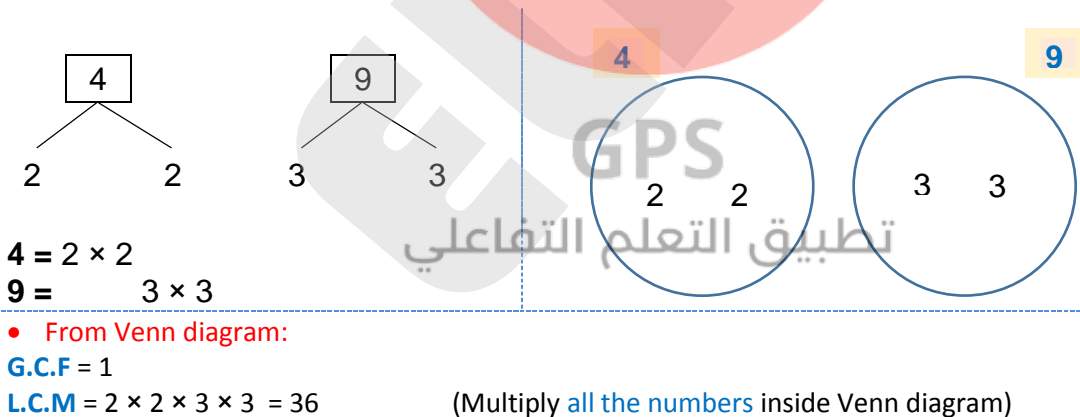 4
9
2 2
3 3
4 = 2 × 2
9 = 3 × 3
4
9
GPS
2 2
3 3
تطبيق التعلم التفاعلي
• From Venn diagram:
G.C.F = 1
L.C.M = 2 × 2 × 3 × 3 = 36 (Multiply all the numbers inside Venn diagram)